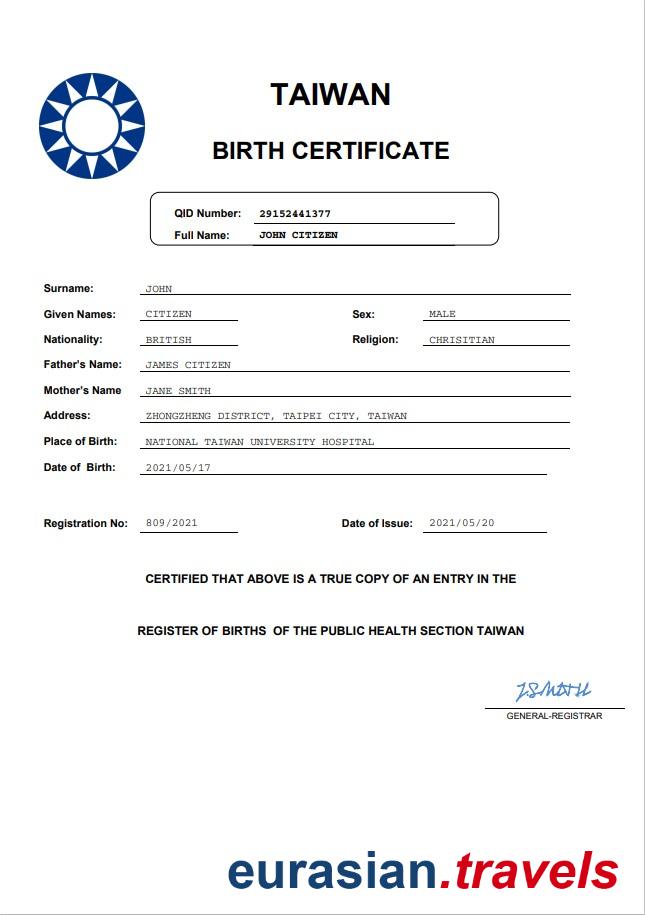 TAIWAN
BIRTH CERTIFICATE
QID Number: 29152441377
Full Name: JOHN CITIZEN
Surname: JOHN
Given Names: CITIZEN Sex: MALE
Nationality: BRITISH Religion: CHRISITIAN
Father's Name: JAMES CITIZEN
Mother's Name JANE SMITH
Address: ZHONGZHENG DISTRICT, TAIPEI CITY, TAIWAN
Place of Birth: NATIONAL TAIWAN UNIVERSITY HOSPITAL
Date of Birth: 2021/05/17
Registration No: 809/2021 Date of Issue: 2021/05/20
CERTIFIED THAT ABOVE IS A TRUE COPY OF AN ENTRY IN THE
REGISTER OF BIRTHS OF THE PUBLIC HEALTH SECTION TAIWAN
J.SMITH
GENERAL-REGISTRAR
eurasian.travels